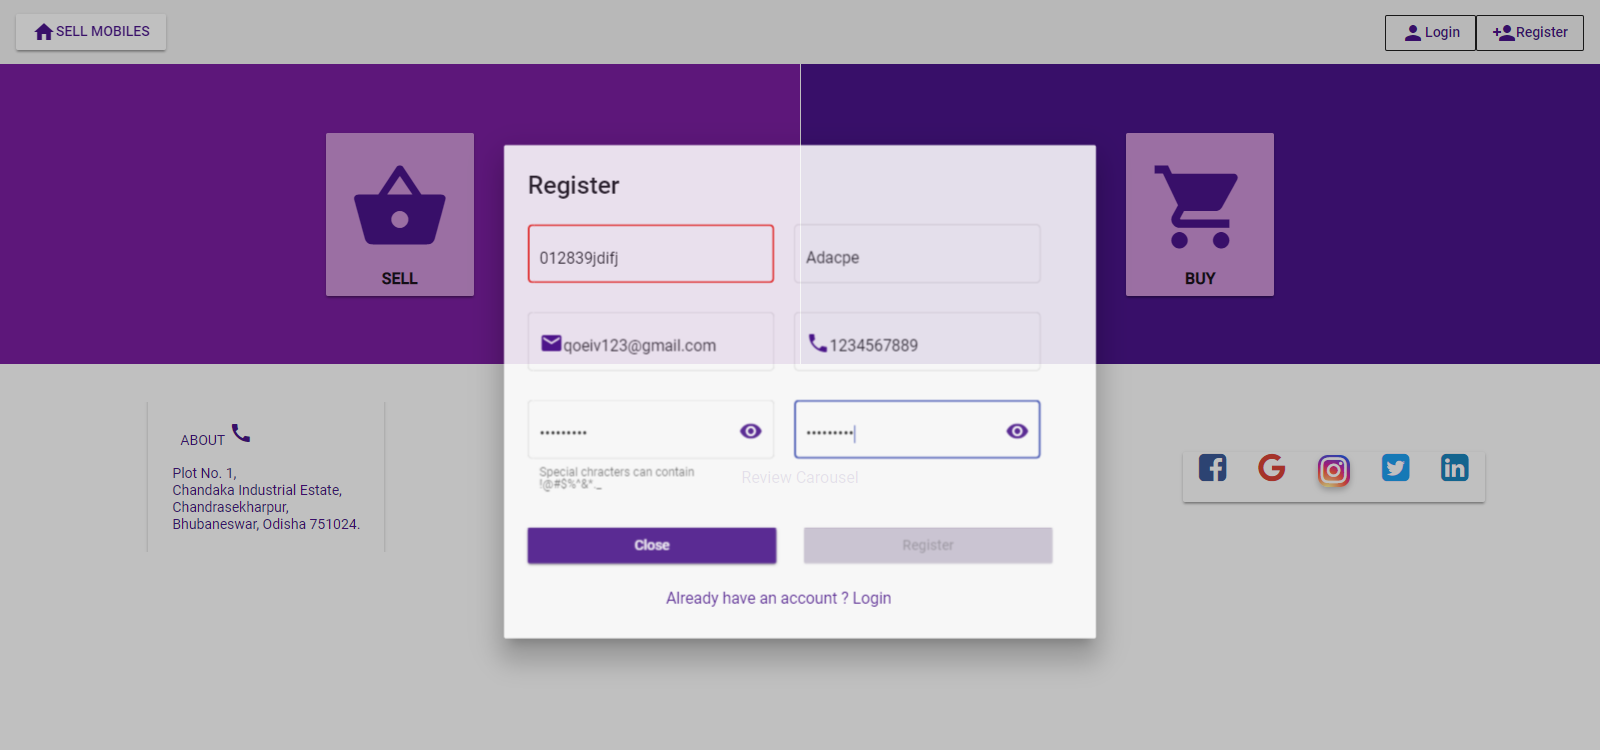 SELL MOBILES
Login
Register
SELL
BUY
Register
012839jdifj
Adacpe
qoeiv123@gmail.com
1234567889
•••••••••
•••••••••
Special chracters can contain
!@#$%^&*._
Review Carousel
Close
Register
Already have an account ? Login
ABOUT
Plot No. 1,
Chandaka Industrial Estate,
Chandrasekharpur,
Bhubaneswar, Odisha 751024.